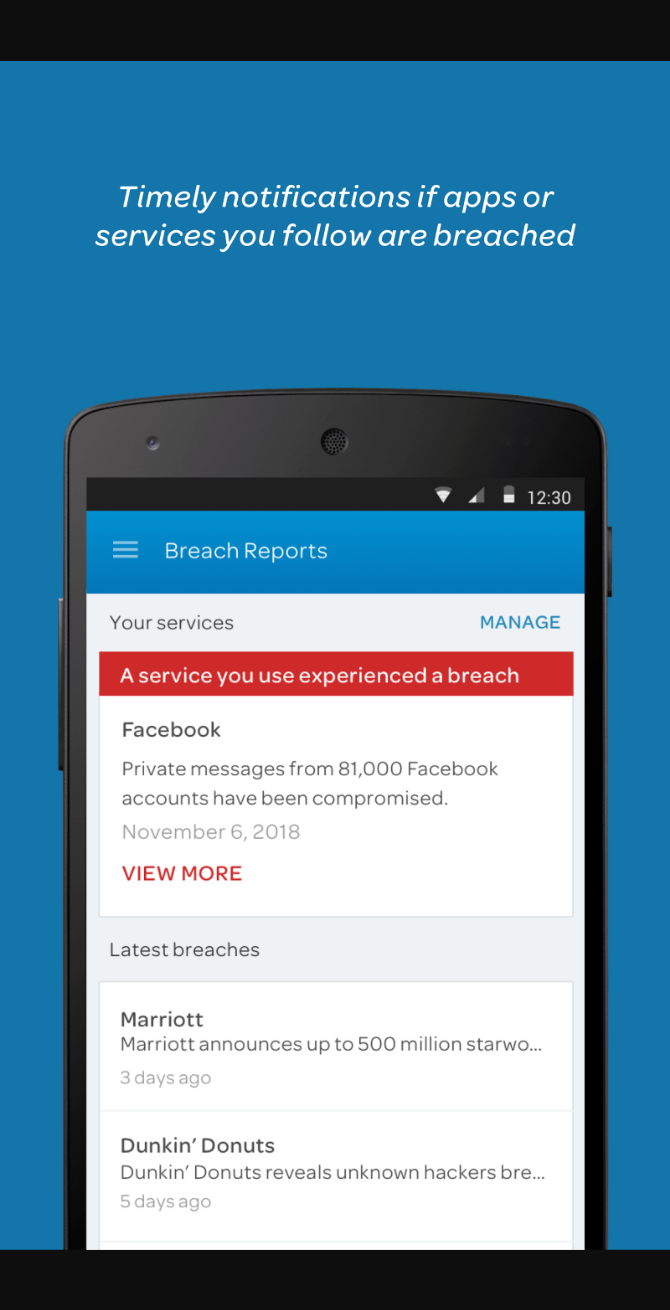 Timely notifications if apps or
services you follow are breached
12:30
Breach Reports
Your services MANAGE
A service you use experienced a breach
Facebook
Private messages from 81,000 Facebook
accounts have been compromised.
November 6, 2018
VIEW MORE
Latest breaches
Marriott
Marriott announces up to 500 million starwo...
3 days ago
Dunkin’ Donuts
Dunkin’ Donuts reveals unknown hackers bre...
5 days ago